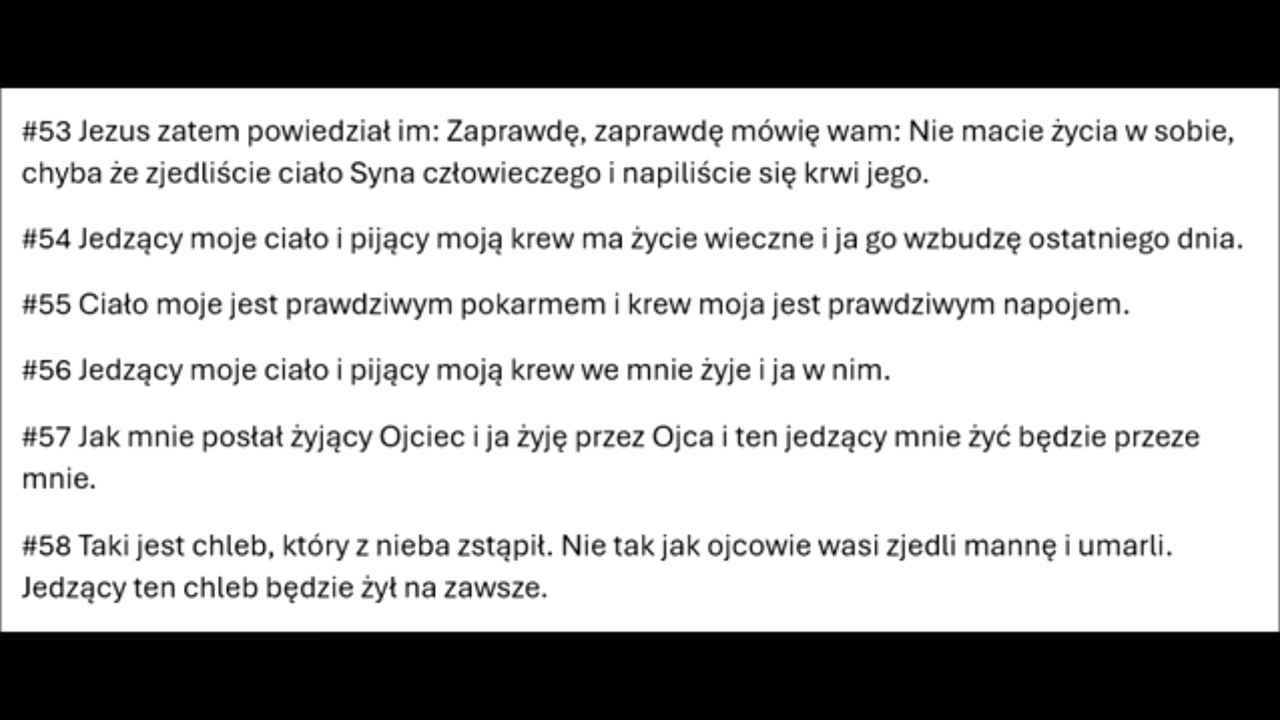 #53 Jezus zatem powiedział im: Zaprawdę, zaprawdę mówię wam: Nie macie życia w sobie,
chyba że zjedliście ciało Syna człowieczego i napiliście się krwi jego.
#54 Jedzący moje ciało i pijący moją krew ma życie wieczne i ja go wzbudzę ostatniego dnia.
#55 Ciało moje jest prawdziwym pokarmem i krew moja jest prawdziwym napojem.
#56 Jedzący moje ciało i pijący moją krew we mnie żyje i ja w nim.
#57 Jak mnie posłał żyjący Ojciec i ja żyję przez Ojca i ten jedzący mnie żyć będzie przeze
mnie.
#58 Taki jest chleb, który z nieba zstąpił. Nie tak jak ojcowie wasi zjedli mannę i umarli.
Jedzący ten chleb będzie żył na zawsze.